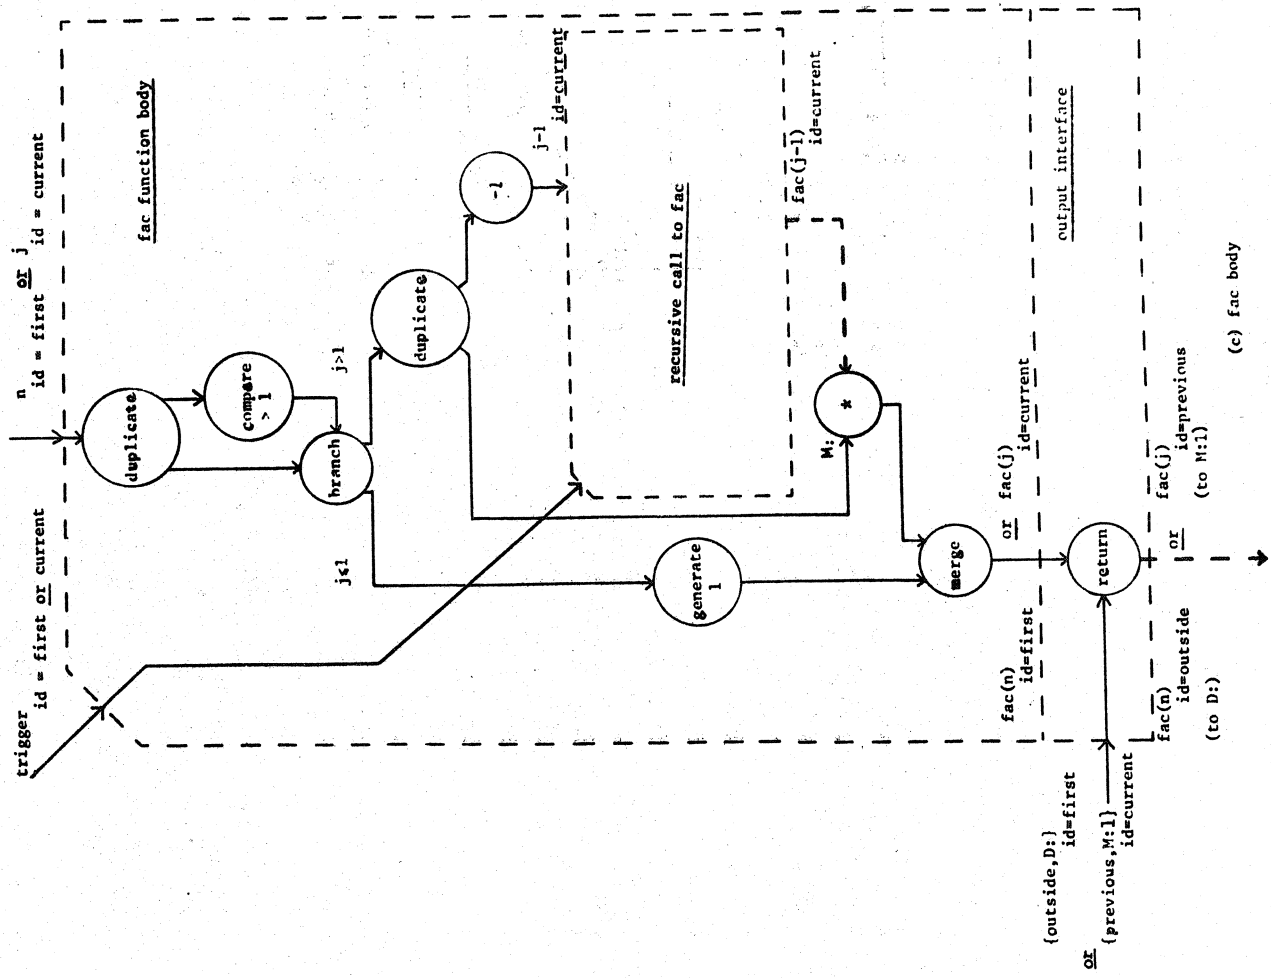 n
id = first or j
id = current
trigger
id = first or current
fac function body
duplicate
compare
> 1
branch
j>1
j≤1
duplicate
-1
j-1
id=current
recursive call to fac
fac(j-1)
id=current
M:
*
generate
1
merge
fac(n)
id=first
or
fac(j)
id=current
output interface
return
{outside,D:}
id=first
or
{previous,M:1}
id=current
fac(n)
id=outside
(to D:)
or
fac(j)
id=previous
(to M:1)
(c) fac body